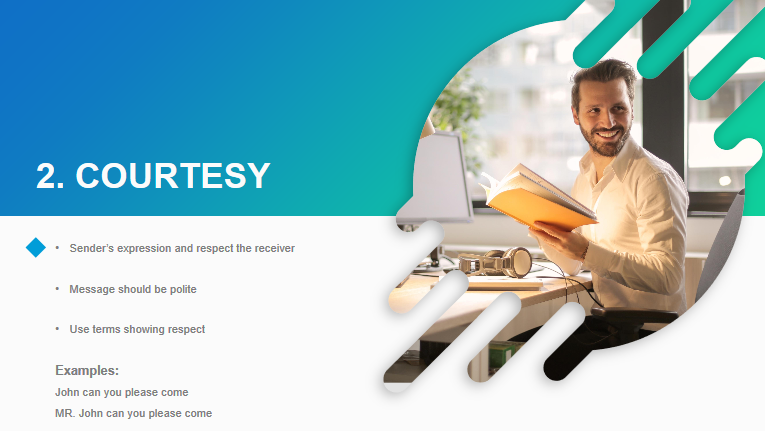 2. COURTESY
• Sender's expression and respect the receiver
• Message should be polite
• Use terms showing respect
Examples:
John can you please come
MR. John can you please come